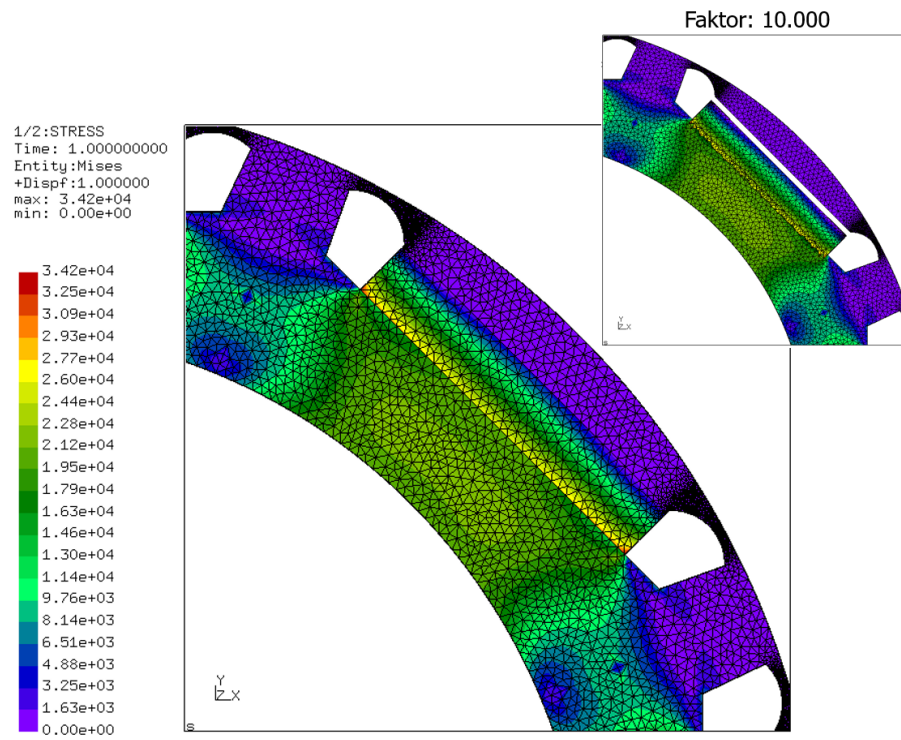 Faktor: 10.000
1/2:STRESS
Time: 1.000000000
Entity:Mises
+Dispf:1.000000
max: 3.42e+04
min: 0.00e+00
3.42e+04
3.25e+04
3.09e+04
2.93e+04
2.77e+04
2.60e+04
2.44e+04
2.28e+04
2.12e+04
1.95e+04
1.79e+04
1.63e+04
1.46e+04
1.30e+04
1.14e+04
9.76e+03
8.14e+03
6.51e+03
4.88e+03
3.25e+03
1.63e+03
0.00e+00
Y
Z X
Y
Z X